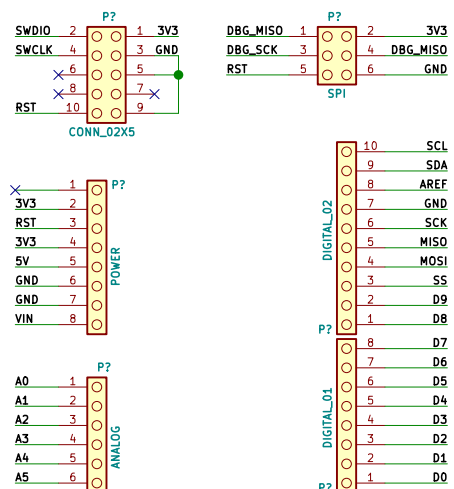 P?
SWDIO 2 1 3V3
SWCLK 4 3 GND
6 5
8 7
RST 10 9
CONN_02X5
P?
DBG_MISO 1 2 3V3
DBG_SCK 3 4 DBG_MISO
RST 5 6 GND
SPI
1 P?
3V3 2
RST 3
3V3 4
5V 5
GND 6
GND 7
VIN 8
POWER
10 SCL
9 SDA
8 AREF
7 GND
6 SCK
5 MISO
4 MOSI
3 SS
2 D9
1 D8
DIGITAL_02
P?
P?
A0 1
A1 2
A2 3
A3 4
A4 5
A5 6
ANALOG
8 D7
7 D6
6 D5
5 D4
4 D3
3 D2
2 D1
1 D0
DIGITAL_01
P?